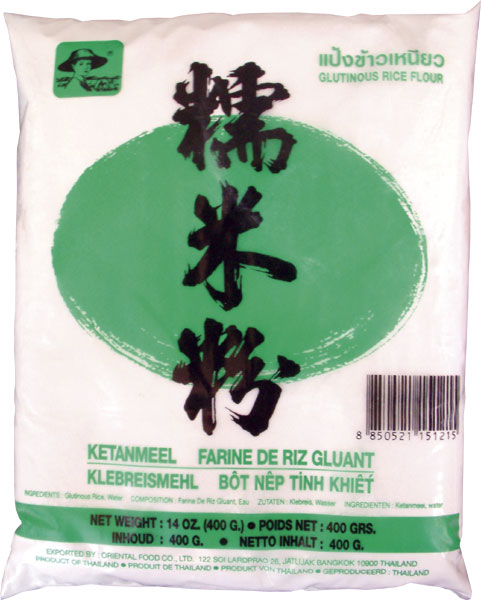 แป้งข้าวเหนียว
GLUTINOUS RICE FLOUR
糯米粉
8 850521 151215
KETANMEEL FARINE DE RIZ GLUANT
KLEBREISMEHL BÔT NÊP TỈNH KHIẾT
INGREDIENTS : Glutinous Rice, Water COMPOSITION : Farine De Riz Gluant, Eau ZUTATEN : Klebreis, Wasser INGREDIENTEN : Ketanmeel, water
NET WEIGHT : 14 OZ. (400 G.) • POIDS NET : 400 GRS.
INHOUD : 400 G. • NETTO INHALT : 400 G.
EXPORTED BY : ORIENTAL FOOD CO., LTD. 122 SOI LARDPRAO 26, JATUJAK BANGKOK 10900 THAILAND
PRODUCT OF THAILAND • PRODUIT DE THAILAND • PRODUKT VON THAILAND • GEPRODUCEERD : THAILAND